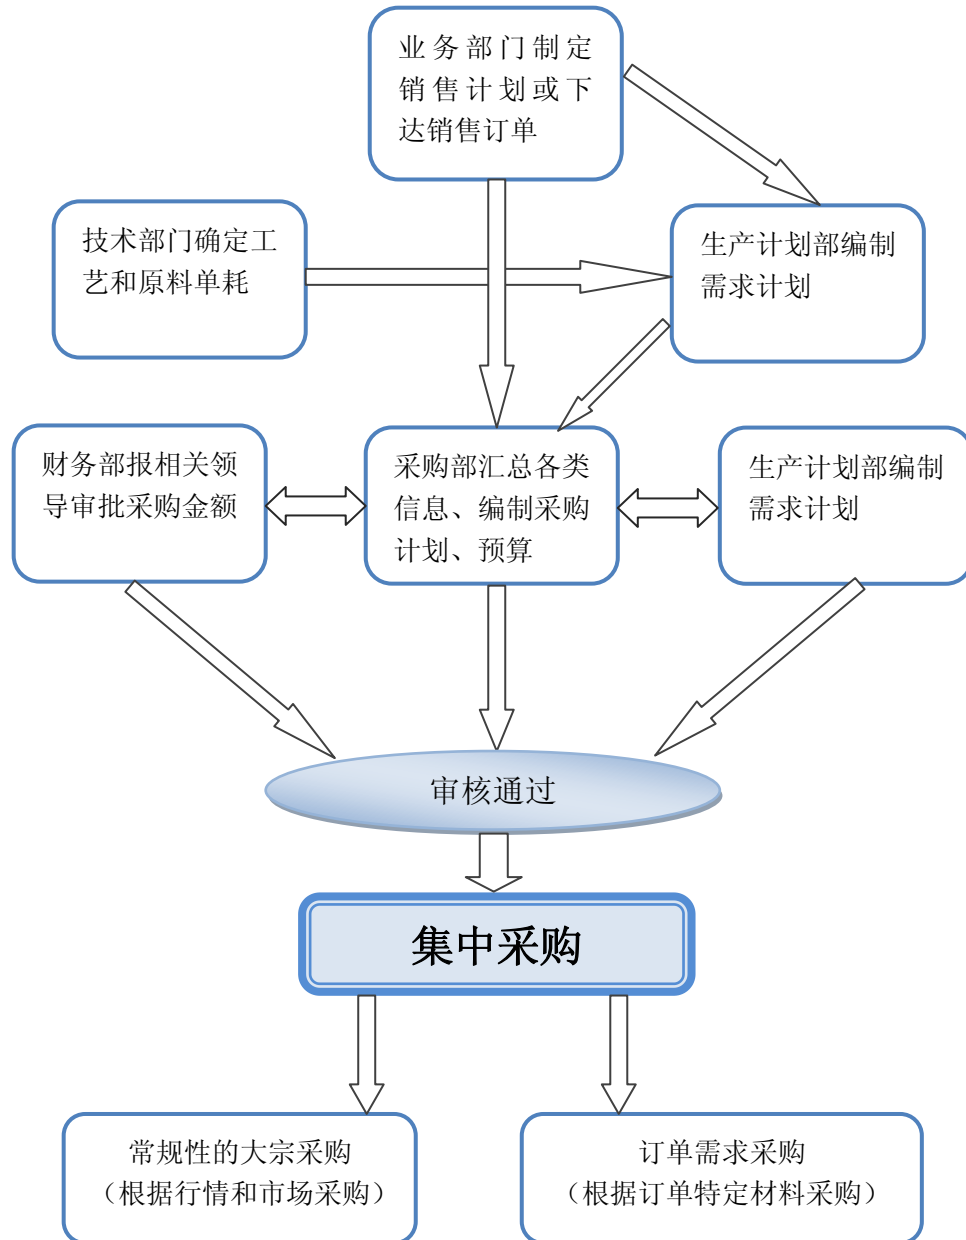 业务部门制定
销售计划或下
达销售订单
技术部门确定工
艺和原料单耗
生产计划部编制
需求计划
财务部报相关领
导审批采购金额
采购部汇总各类
信息、编制采购
计划、预算
生产计划部编制
需求计划
审核通过
集中采购
常规性的大宗采购
（根据行情和市场采购）
订单需求采购
（根据订单特定材料采购）